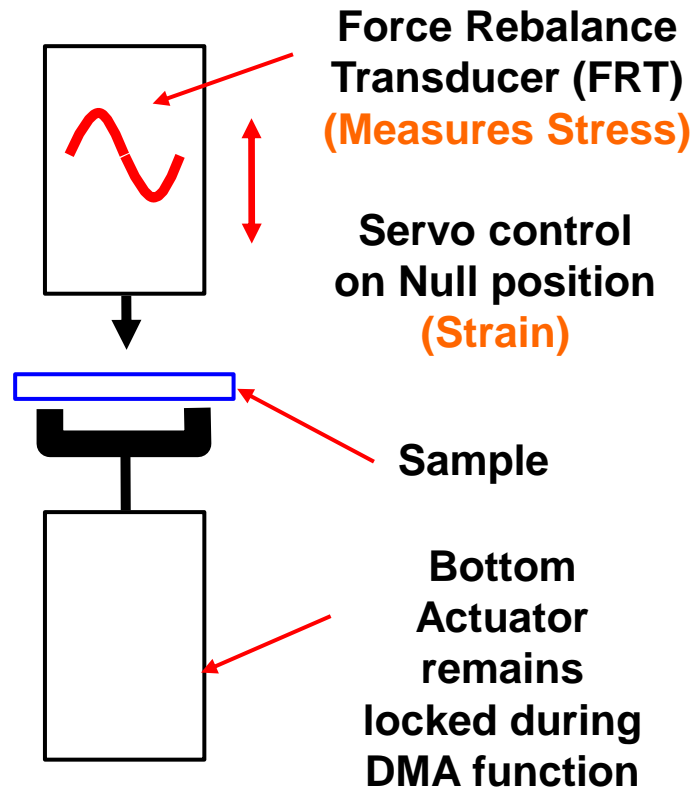 Force Rebalance
Transducer (FRT)
(Measures Stress)
Servo control
on Null position
(Strain)
Sample
Bottom
Actuator
remains
locked during
DMA function